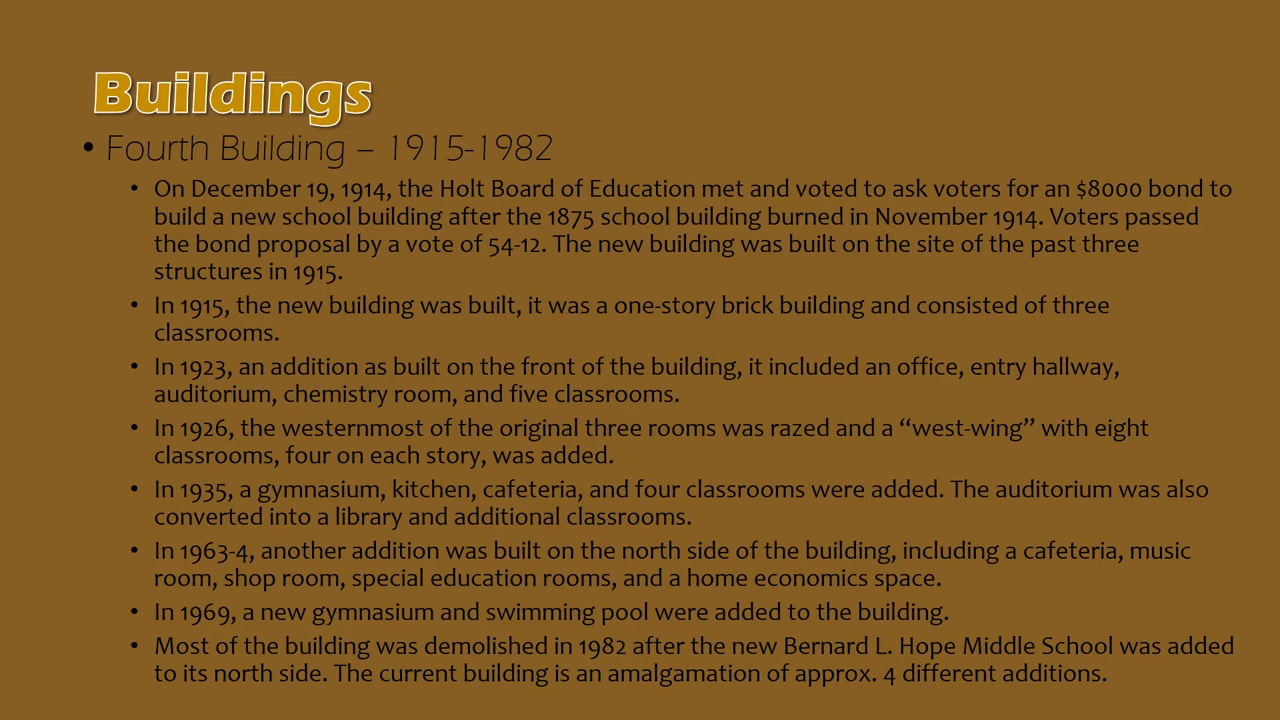 Buildings
• Fourth Building – 1915-1982
• On December 19, 1914, the Holt Board of Education met and voted to ask voters for an $8000 bond to
build a new school building after the 1875 school building burned in November 1914. Voters passed
the bond proposal by a vote of 54-12. The new building was built on the site of the past three
structures in 1915.
• In 1915, the new building was built, it was a one-story brick building and consisted of three
classrooms.
• In 1923, an addition as built on the front of the building, it included an office, entry hallway,
auditorium, chemistry room, and five classrooms.
• In 1926, the westernmost of the original three rooms was razed and a “west-wing” with eight
classrooms, four on each story, was added.
• In 1935, a gymnasium, kitchen, cafeteria, and four classrooms were added. The auditorium was also
converted into a library and additional classrooms.
• In 1963-4, another addition was built on the north side of the building, including a cafeteria, music
room, shop room, special education rooms, and a home economics space.
• In 1969, a new gymnasium and swimming pool were added to the building.
• Most of the building was demolished in 1982 after the new Bernard L. Hope Middle School was added
to its north side. The current building is an amalgamation of approx. 4 different additions.